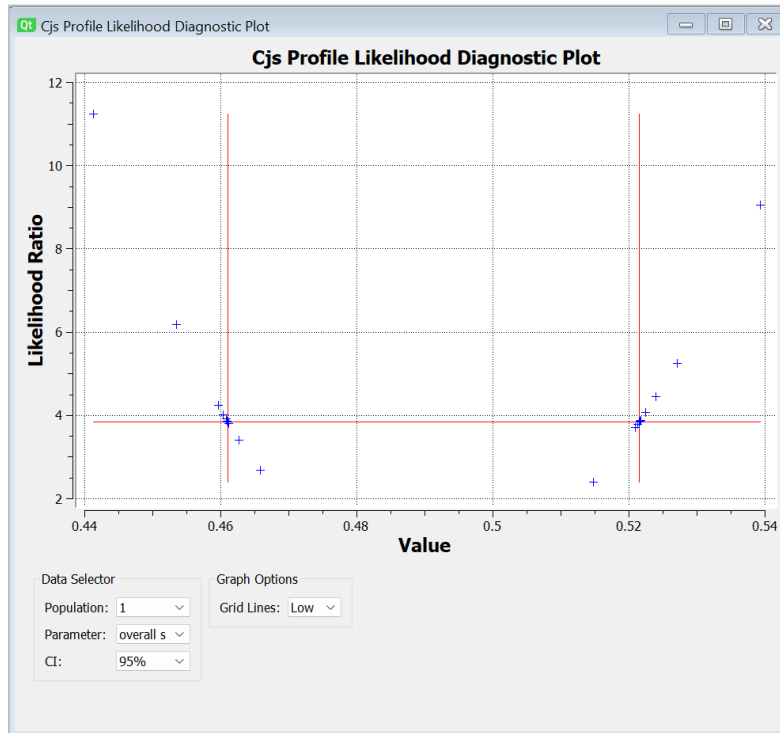 Qt Cjs Profile Likelihood Diagnostic Plot
Cjs Profile Likelihood Diagnostic Plot
12
10
8
6
4
2
Likelihood Ratio
0.44 0.46 0.48 0.5 0.52 0.54
Value
Data Selector
Population: 1
Parameter: overall s
CI: 95%
Graph Options
Grid Lines: Low